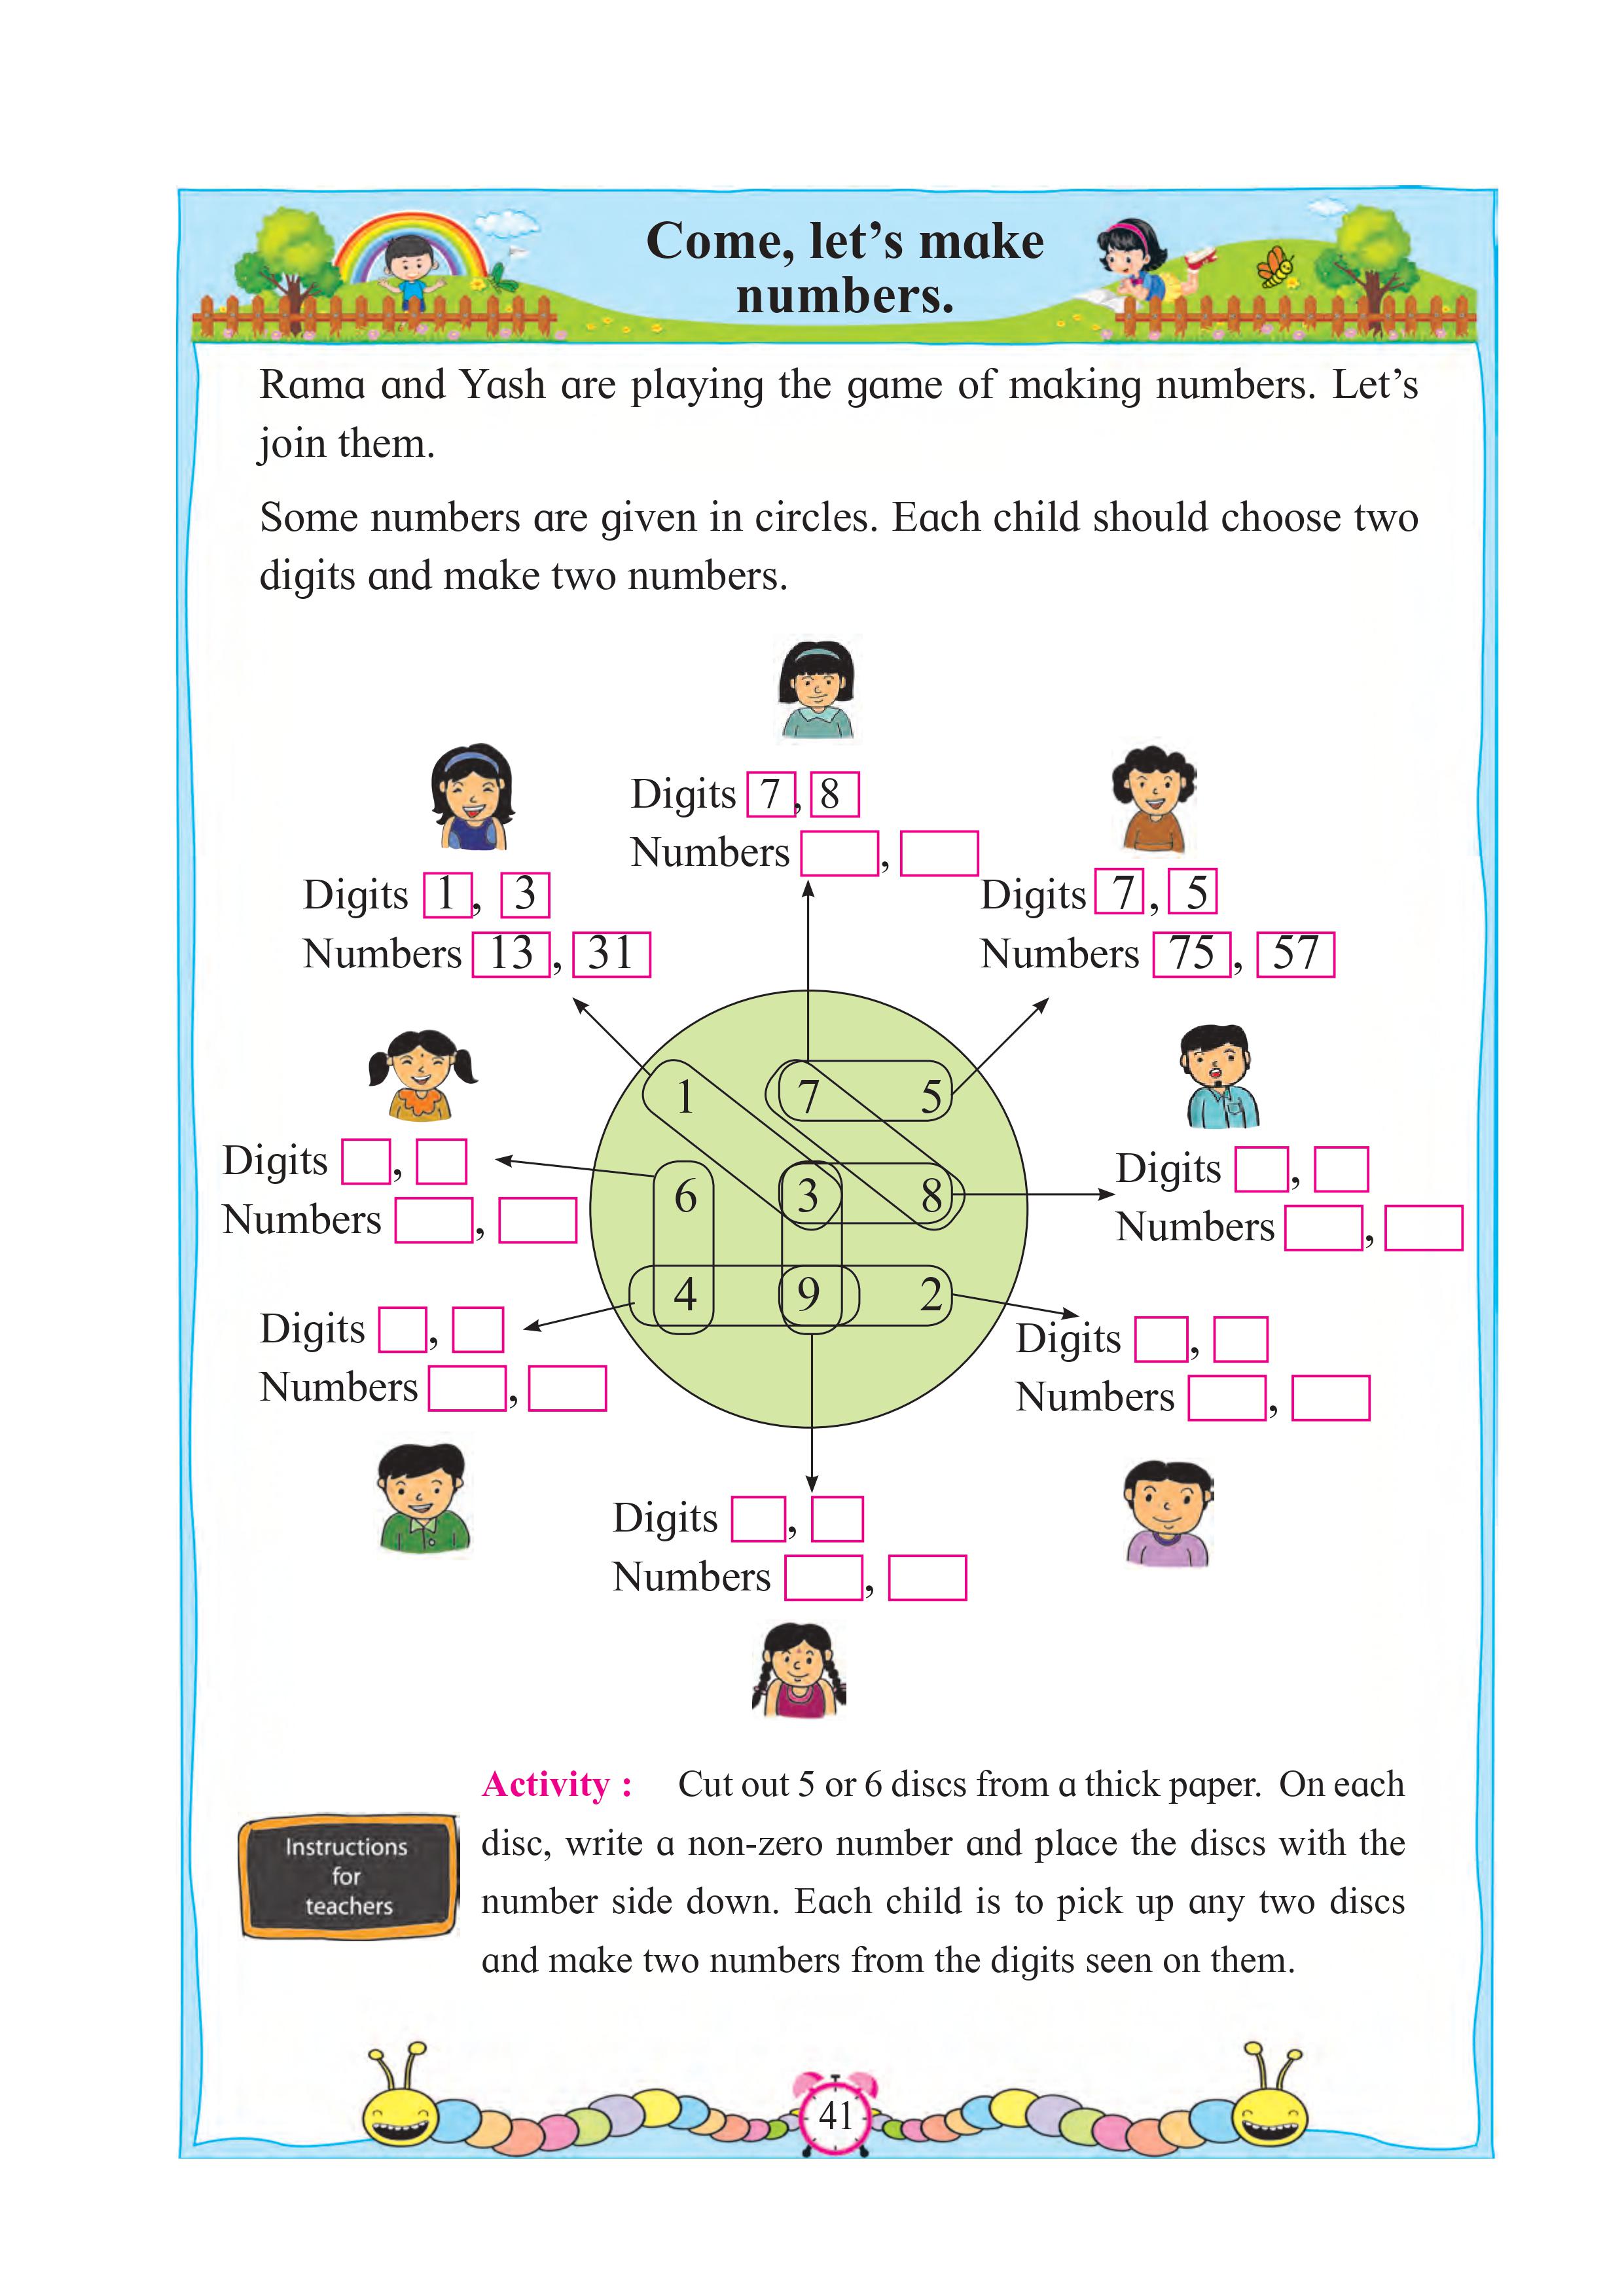 Come, let’s make
numbers.
Rama and Yash are playing the game of making numbers. Let’s
join them.
Some numbers are given in circles. Each child should choose two
digits and make two numbers.
Digits 7, 8
Numbers ,
Digits 1, 3
Numbers 13, 31
Digits 7, 5
Numbers 75, 57
1 7 5
6 3 8
4 9 2
Digits ,
Numbers ,
Digits ,
Numbers ,
Digits ,
Numbers ,
Digits ,
Numbers ,
Digits ,
Numbers ,
Activity : Cut out 5 or 6 discs from a thick paper. On each
disc, write a non-zero number and place the discs with the
number side down. Each child is to pick up any two discs
and make two numbers from the digits seen on them.
Instructions
for
teachers
41